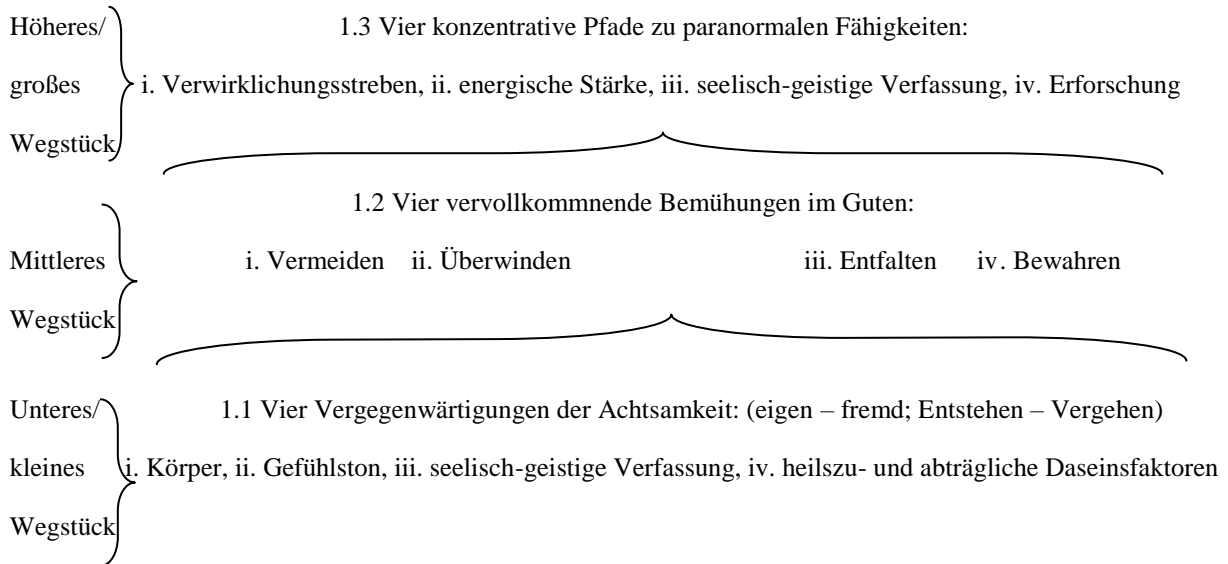 Höheres/ 1.3 Vier konzentrative Pfade zu paranormalen Fähigkeiten:
großes i. Verwirklichungsstreben, ii. energische Stärke, iii. seelisch-geistige Verfassung, iv. Erforschung
Wegstück
1.2 Vier vervollkommnende Bemühungen im Guten:
Mittleres i. Vermeiden ii. Überwinden iii. Entfalten iv. Bewahren
Wegstück
Unteres/ 1.1 Vier Vergegenwärtigungen der Achtsamkeit: (eigen – fremd; Entstehen – Vergehen)
kleines i. Körper, ii. Gefühlston, iii. seelisch-geistige Verfassung, iv. heilszu- und abträgliche Daseinsfaktoren
Wegstück